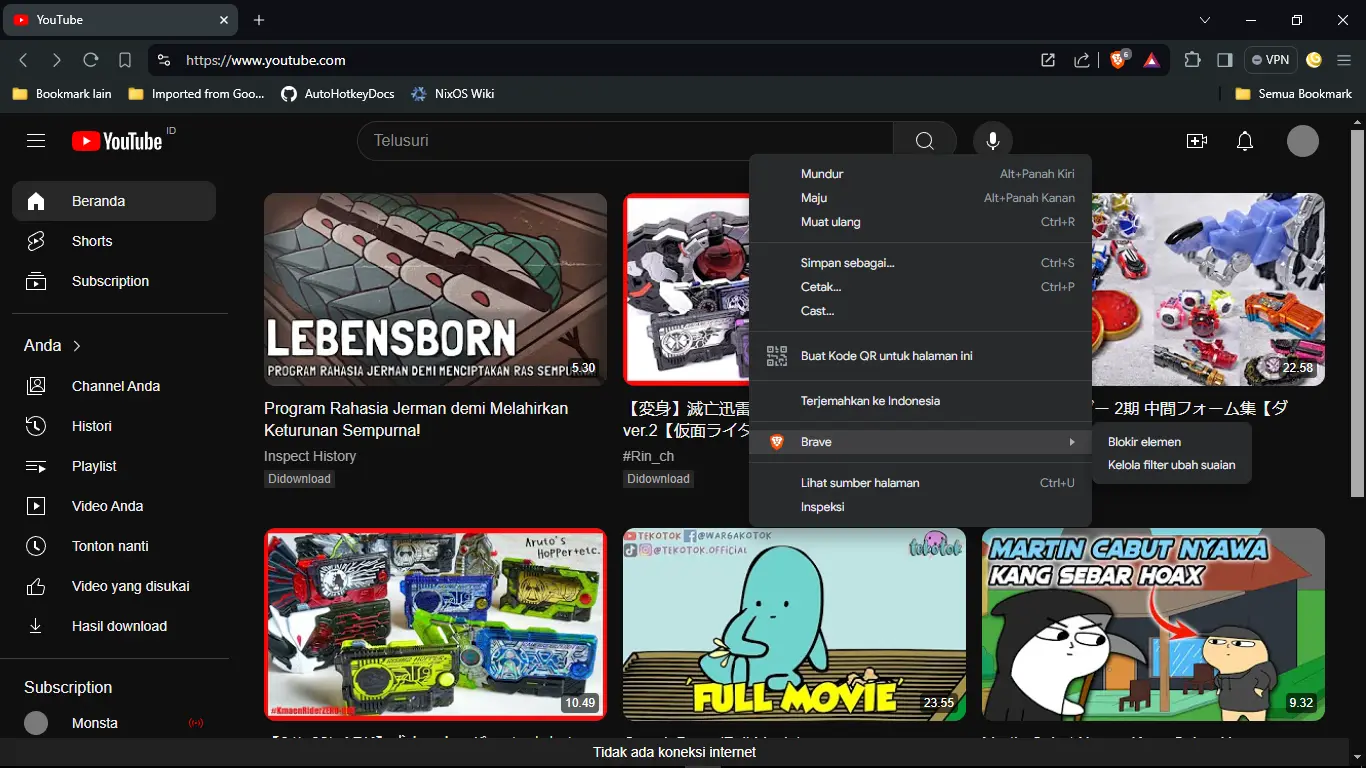 YouTube
https://www.youtube.com
6
VPN
Bookmark lain
Imported from Goo...
AutoHotkeyDocs
NixOS Wiki
Semua Bookmark
YouTube ID
Telusuri
Beranda
Shorts
Subscription
Anda
Channel Anda
Histori
Playlist
Video Anda
Tonton nanti
Video yang disukai
Hasil download
Subscription
Monsta
LEBENSBORN
PROGRAM RAHASIA JERMAN DEMI MENCIPTAKAN RAS
5.30
Program Rahasia Jerman demi Melahirkan
Keturunan Sempurna!
Inspect History
Didownload
【変身】滅亡迅雷
ver.2【仮面ライダ
#Rin_ch
Didownload
22.58
2期 中間フォーム集【ダ
Mundur Alt+Panah Kiri
Maju Alt+Panah Kanan
Muat ulang Ctrl+R
Simpan sebagai... Ctrl+S
Cetak... Ctrl+P
Cast...
Buat Kode QR untuk halaman ini
Terjemahkan ke Indonesia
Brave
Lihat sumber halaman Ctrl+U
Inspeksi
Blokir elemen
Kelola filter ubah suaian
Aruto's
HOPPER+etc.
10.49
TEKOTOK @WARGAKOTOK
@TEKOTOK.OFFICIAL
tekotok
'FULL MOVIE'
23.55
MARTIN CABUT NYAWA
KANG SEBAR HOAX
9.32
Tidak ada koneksi internet